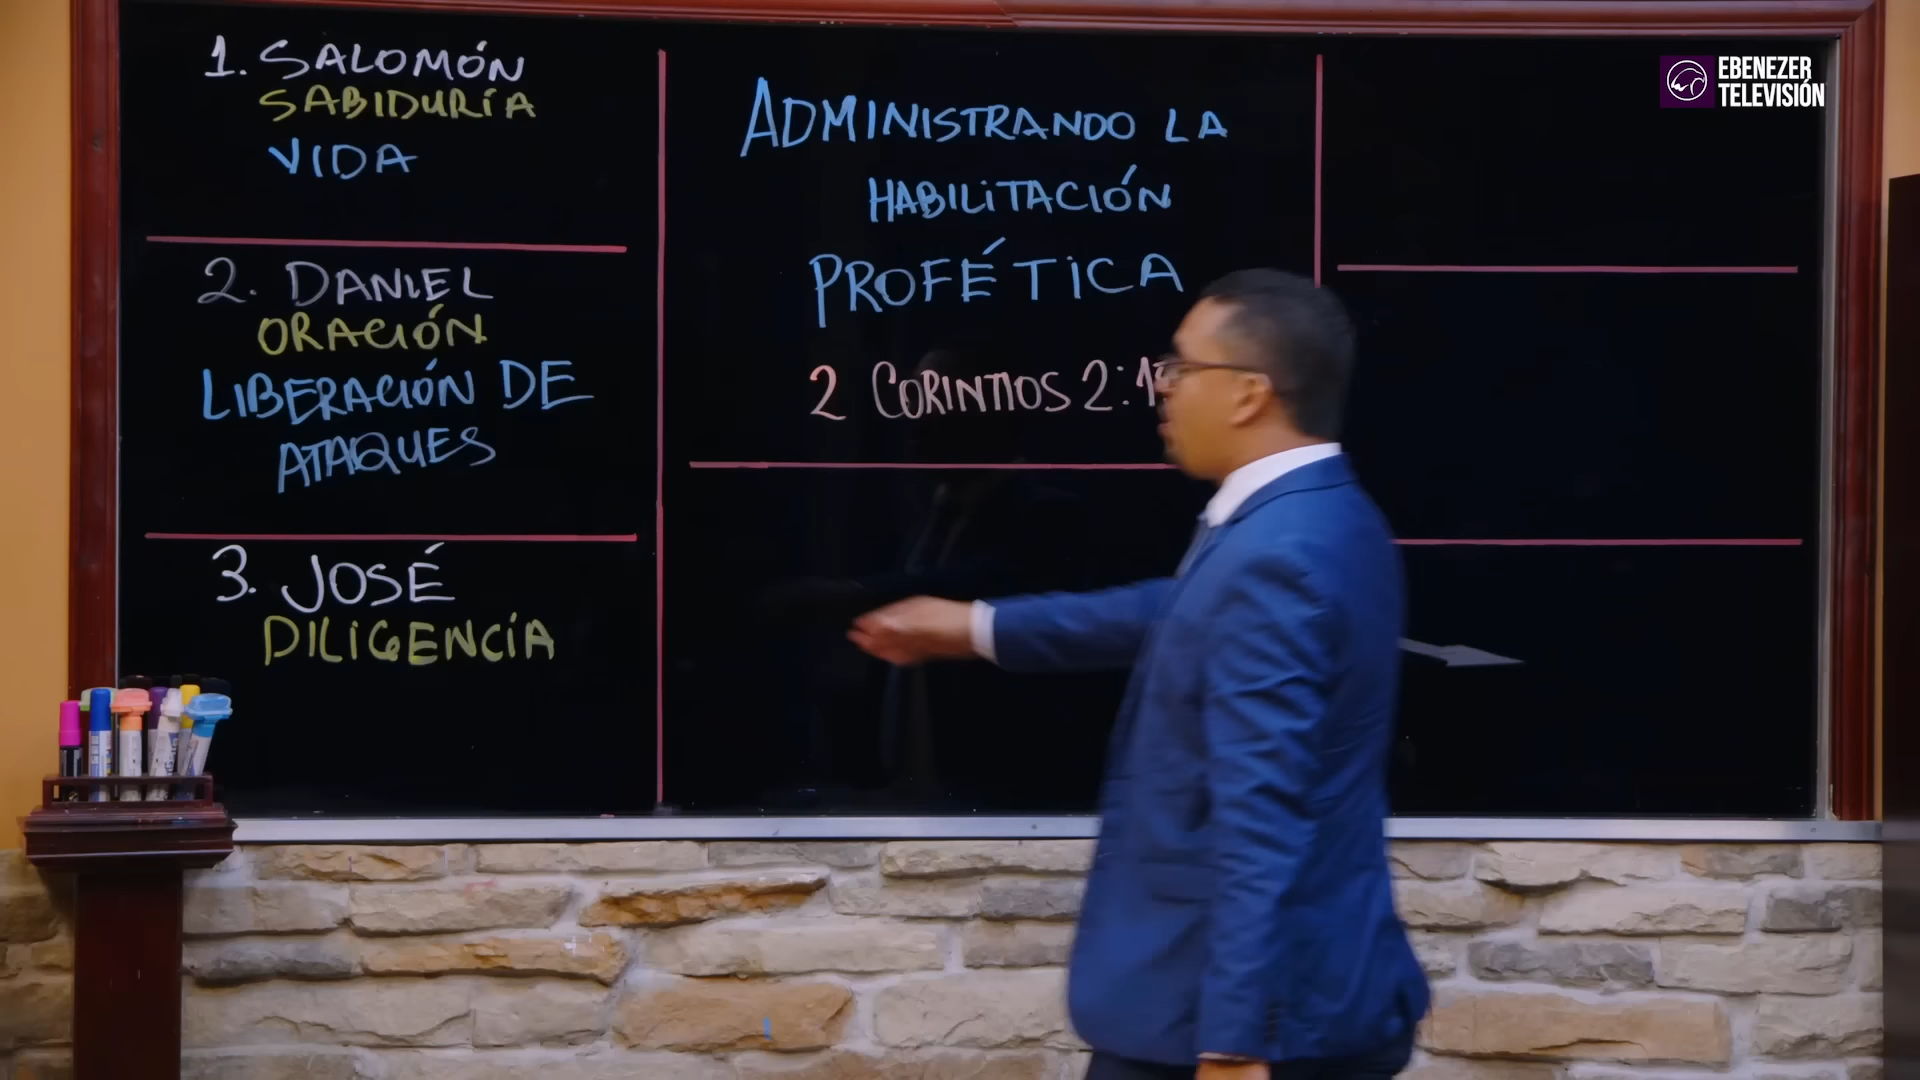 1. SALOMÓN
SABIDURÍA
VIDA
2. DANIEL
ORACIÓN
LIBERACIÓN DE
ATAQUES
3. JOSÉ
DILIGENCIA
ADMINISTRANDO LA
HABILITACIÓN
PROFÉTICA
2 CORINTIOS 2:
EBENEZER
TELEVISIÓN